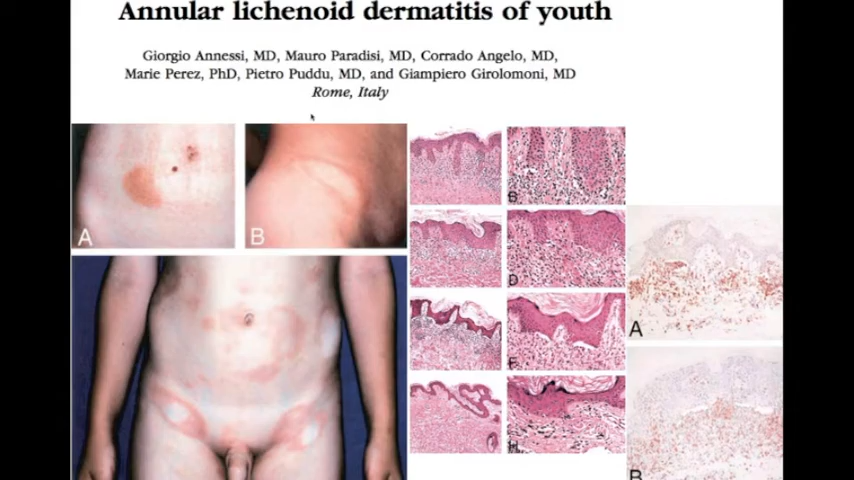 Annular lichenoid dermatitis of youth
Giorgio Annessi, MD, Mauro Paradisi, MD, Corrado Angelo, MD,
Marie Perez, PhD, Pietro Puddu, MD, and Giampiero Girolomoni, MD
Rome, Italy
A
B
B
D
F
H
A
B